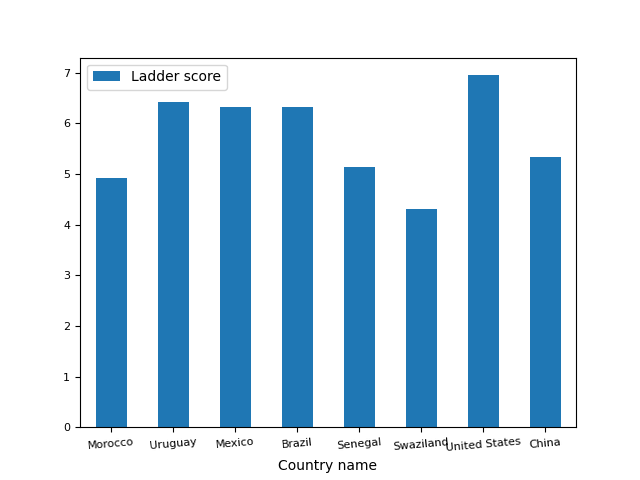 Ladder score
7
6
5
4
3
2
1
0
Morocco Uruguay Mexico Brazil Senegal Swaziland United States China
Country name